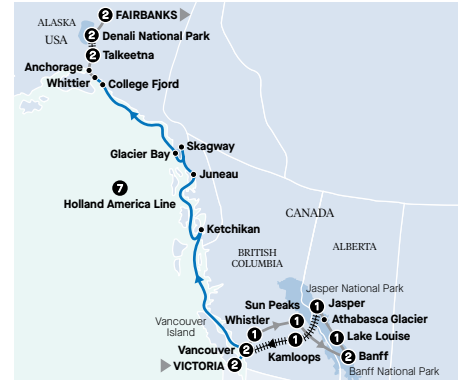 2 FAIRBANKS
ALASKA
USA
2 Denali National Park
2 Talkeetna
Anchorage
Whittier
College Fjord
Skagway
Glacier Bay
Juneau
7
Holland America Line
Ketchikan
CANADA
BRITISH
COLUMBIA
ALBERTA
Jasper National Park
Sun Peaks 1
1 Jasper
Athabasca Glacier
Vancouver
Island
Whistler 1
1 Lake Louise
Vancouver 2
1
Kamloops
2 Banff
VICTORIA 2
Banff National Park